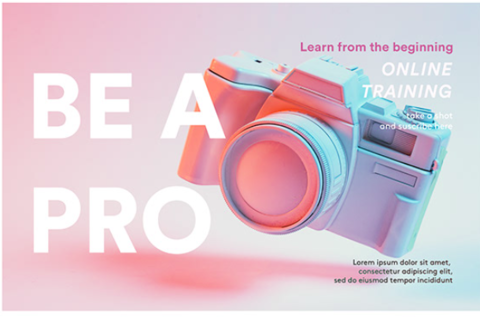 BE A
PRO
Learn from the beginning
ONLINE
TRAINING
take a shot
and suscribe here
Lorem ipsum dolor sit amet,
consectetur adipiscing elit,
sed do eiusmod tempor incididunt